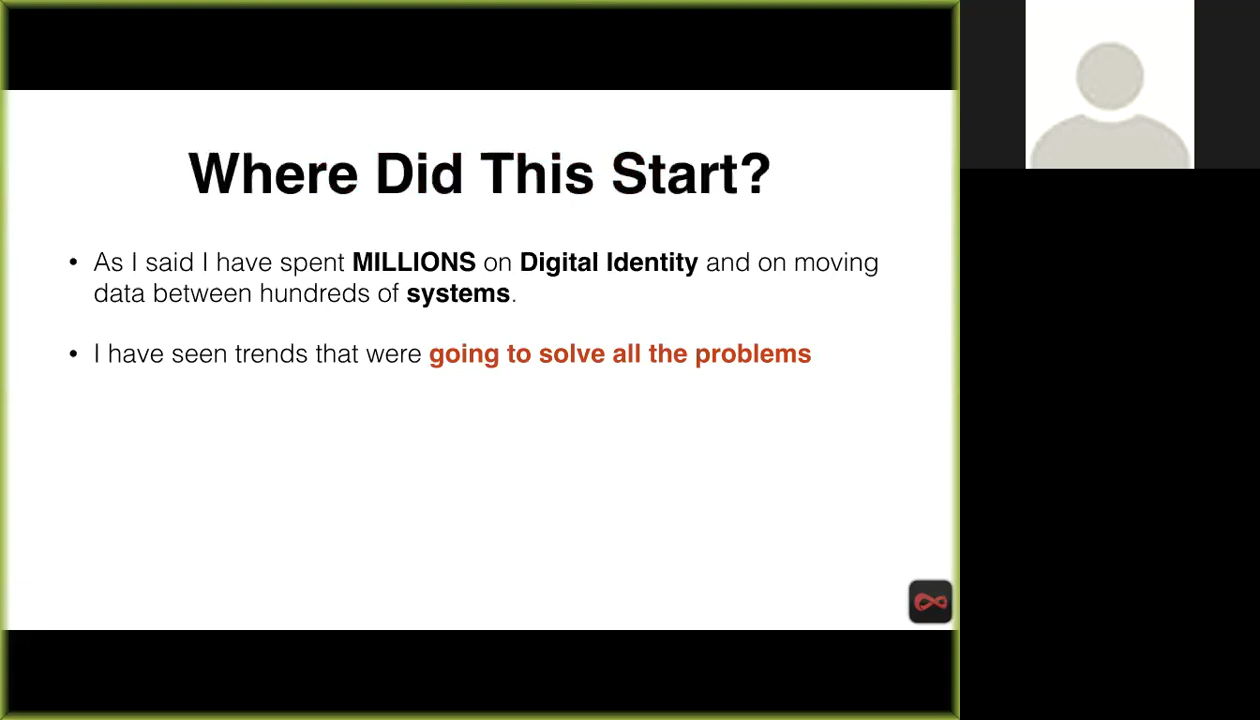 Where Did This Start?
• As I said I have spent MILLIONS on Digital Identity and on moving
data between hundreds of systems.
• I have seen trends that were going to solve all the problems